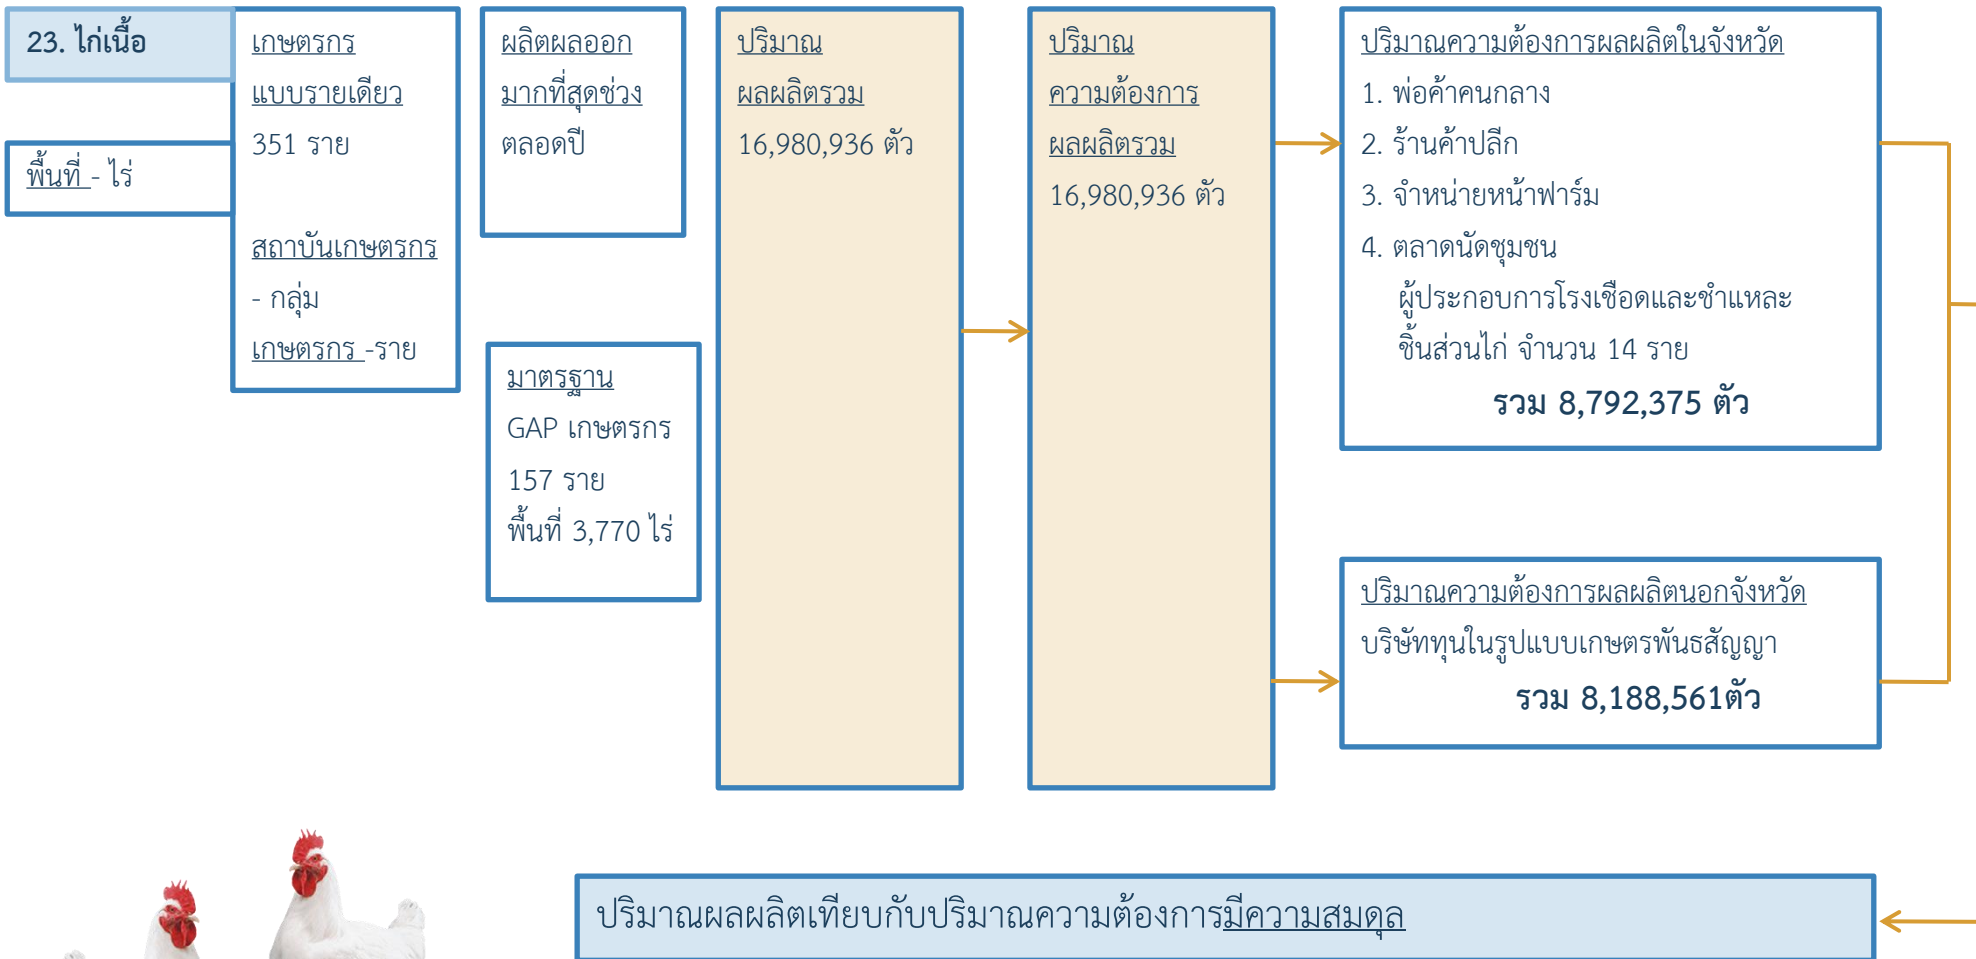 23. ไก่เนื้อ
พื้นที่ - ไร่
เกษตรกร
แบบรายเดียว
351 ราย
สถาบันเกษตรกร
- กลุ่ม
เกษตรกร -ราย
ผลิตผลออก
มากที่สุดช่วง
ตลอดปี
มาตรฐาน
GAP เกษตรกร
157 ราย
พื้นที่ 3,770 ไร่
ปริมาณ
ผลผลิตรวม
16,980,936 ตัว
ปริมาณ
ความต้องการ
ผลผลิตรวม
16,980,936 ตัว
ปริมาณความต้องการผลผลิตในจังหวัด
1. พ่อค้าคนกลาง
2. ร้านค้าปลีก
3. จำหน่ายหน้าฟาร์ม
4. ตลาดนัดชุมชน
ผู้ประกอบการโรงเชือดและชำแหละ
ชิ้นส่วนไก่ จำนวน 14 ราย
รวม 8,792,375 ตัว
ปริมาณความต้องการผลผลิตนอกจังหวัด
บริษัททุนในรูปแบบเกษตรพันธสัญญา
รวม 8,188,561ตัว
ปริมาณผลผลิตเทียบกับปริมาณความต้องการมีความสมดุล